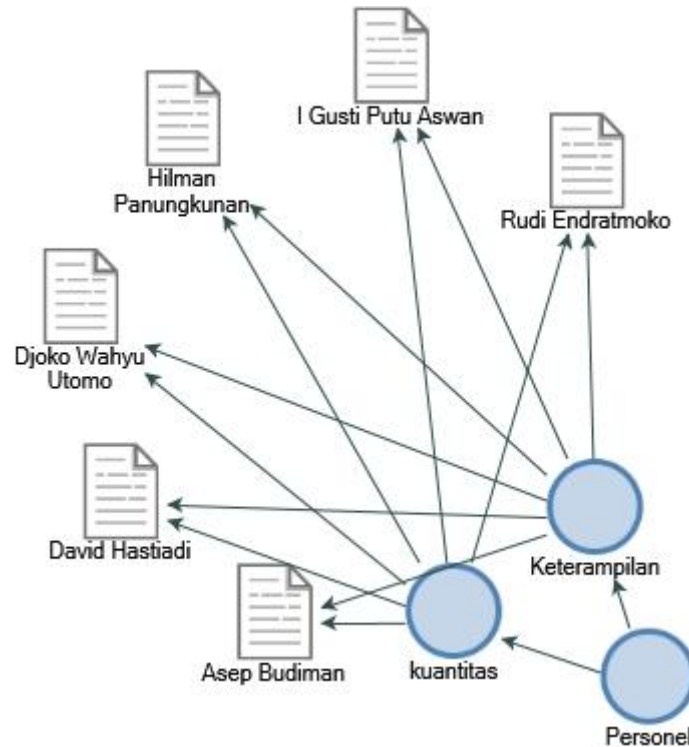 I Gusti Putu Aswan
Hilman
Panungkunan
Rudi Endratmoko
Djoko Wahyu
Utomo
David Hastiadi
Keterampilan
Asep Budiman
kuantitas
Personel